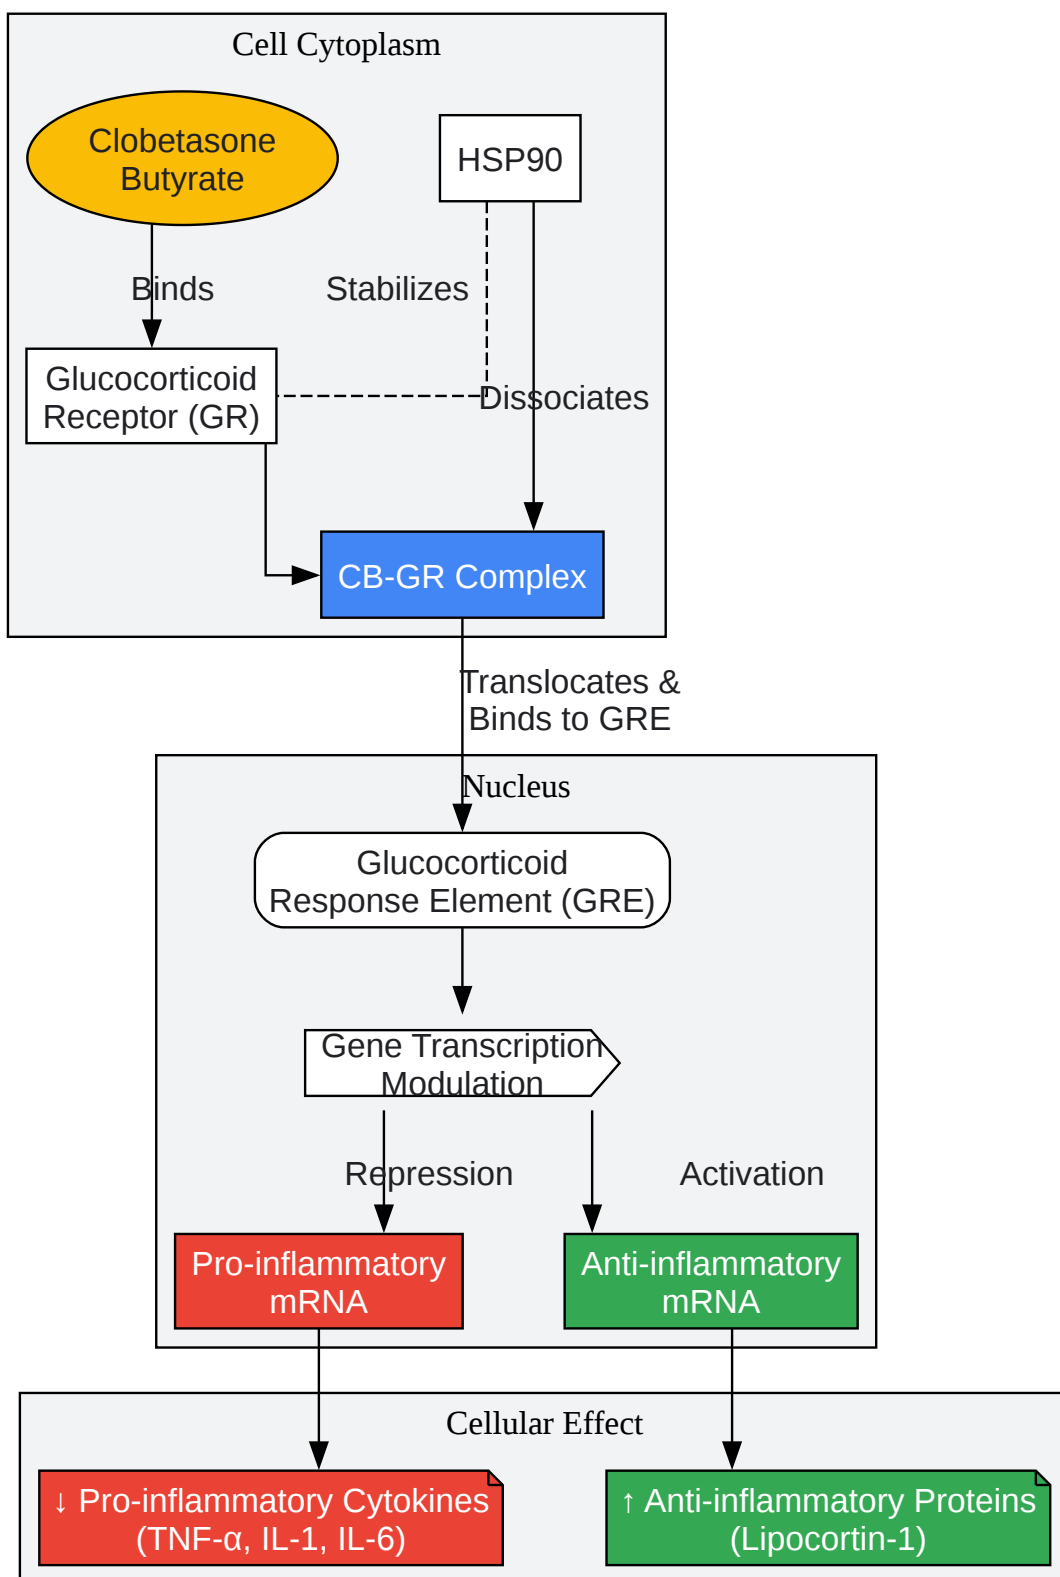 Cell Cytoplasm
Clobetasone
Butyrate
HSP90
Binds
Stabilizes
Glucocorticoid
Receptor (GR)
Dissociates
CB-GR Complex
Translocates &
Binds to GRE
Nucleus
Glucocorticoid
Response Element (GRE)
Gene Transcription
Modulation
Repression
Activation
Pro-inflammatory
mRNA
Anti-inflammatory
mRNA
Cellular Effect
↓ Pro-inflammatory Cytokines
(TNF-α, IL-1, IL-6)
↑ Anti-inflammatory Proteins
(Lipocortin-1)